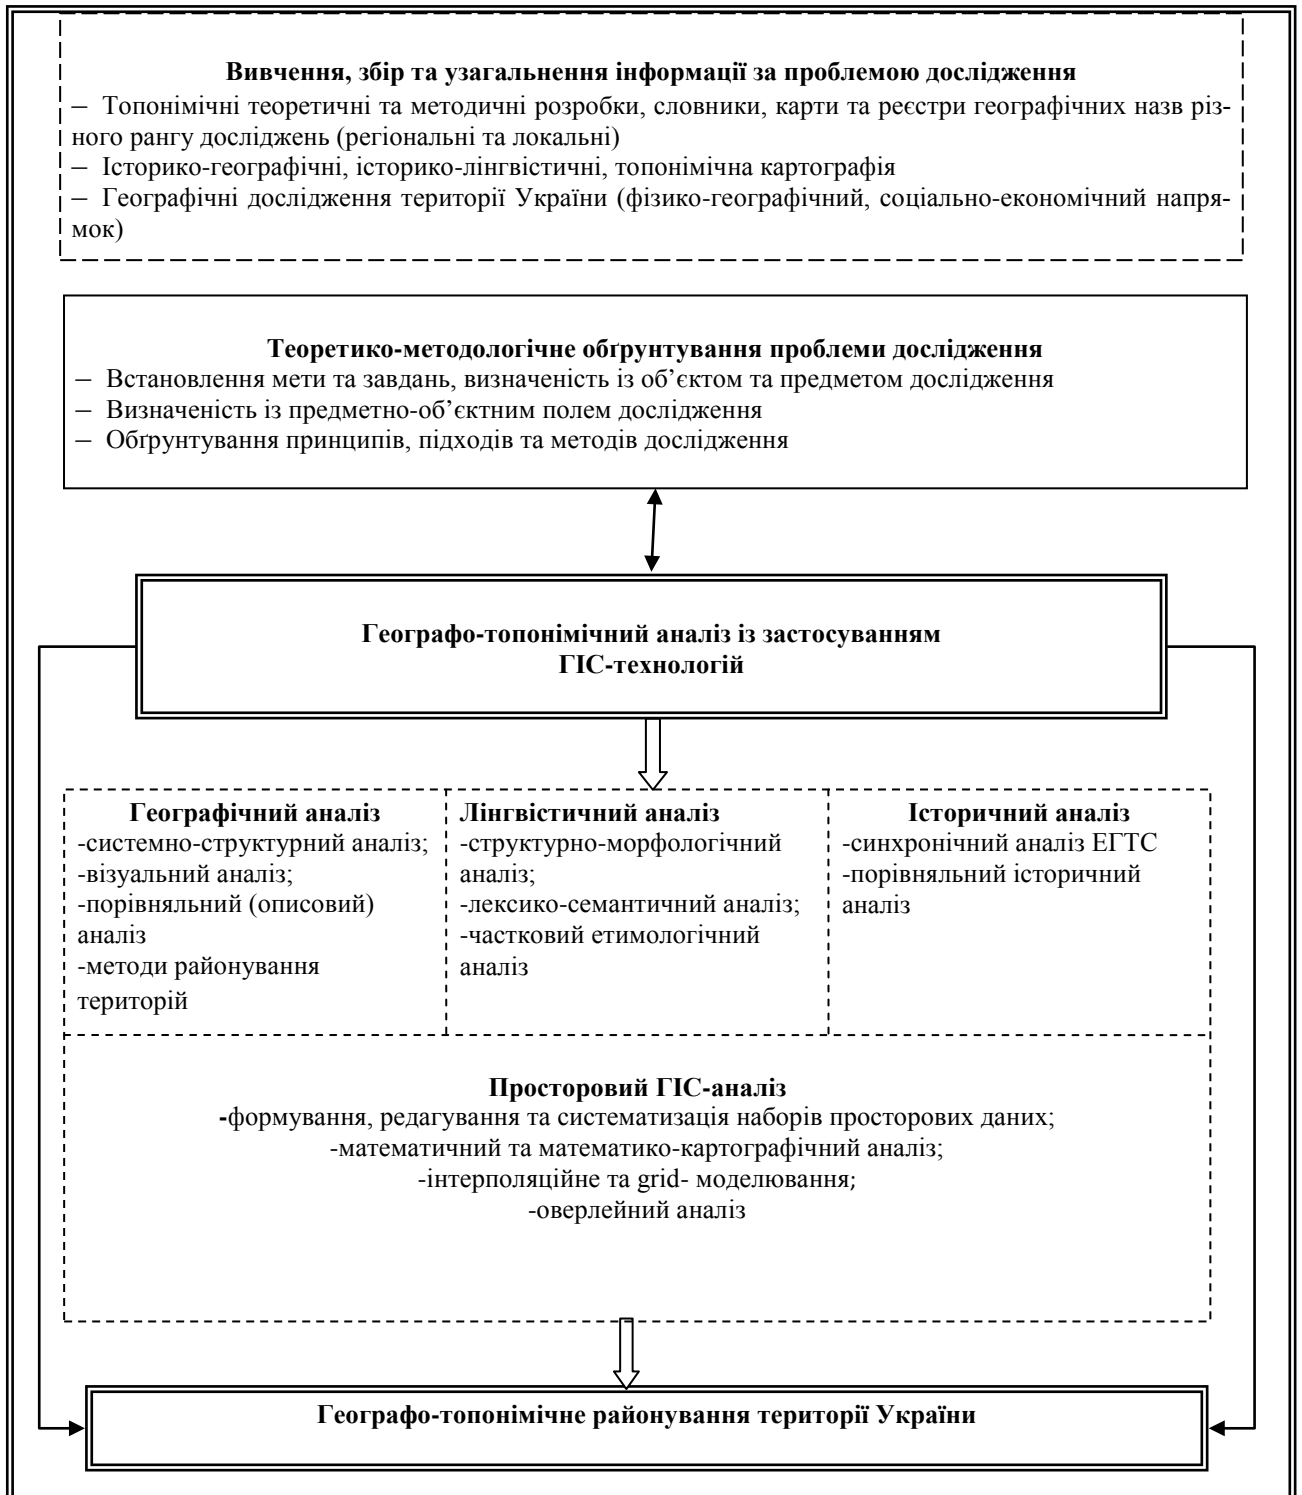 Вивчення, збір та узагальнення інформації за проблемою дослідження
– Топонімічні теоретичні та методичні розробки, словники, карти та реєстри географічних назв різ-
ного рангу досліджень (регіональні та локальні)
– Історико-географічні, історико-лінгвістичні, топонімічна картографія
– Географічні дослідження території України (фізико-географічний, соціально-економічний напря-
мок)
Теоретико-методологічне обґрунтування проблеми дослідження
– Встановлення мети та завдань, визначеність із об’єктом та предметом дослідження
– Визначеність із предметно-об’єктним полем дослідження
– Обґрунтування принципів, підходів та методів дослідження
Географо-топонімічний аналіз із застосуванням
ГІС-технологій
Географічний аналіз
-системно-структурний аналіз;
-візуальний аналіз;
-порівняльний (описовий)
аналіз
-методи районування
територій
Лінгвістичний аналіз
-структурно-морфологічний
аналіз;
-лексико-семантичний аналіз;
-частковий етимологічний
аналіз
Історичний аналіз
-синхронічний аналіз ЕГТС
-порівняльний історичний
аналіз
Просторовий ГІС-аналіз
-формування, редагування та систематизація наборів просторових даних;
-математичний та математико-картографічний аналіз;
-інтерполяційне та grid- моделювання;
-оверлейний аналіз
Географо-топонімічне районування території України